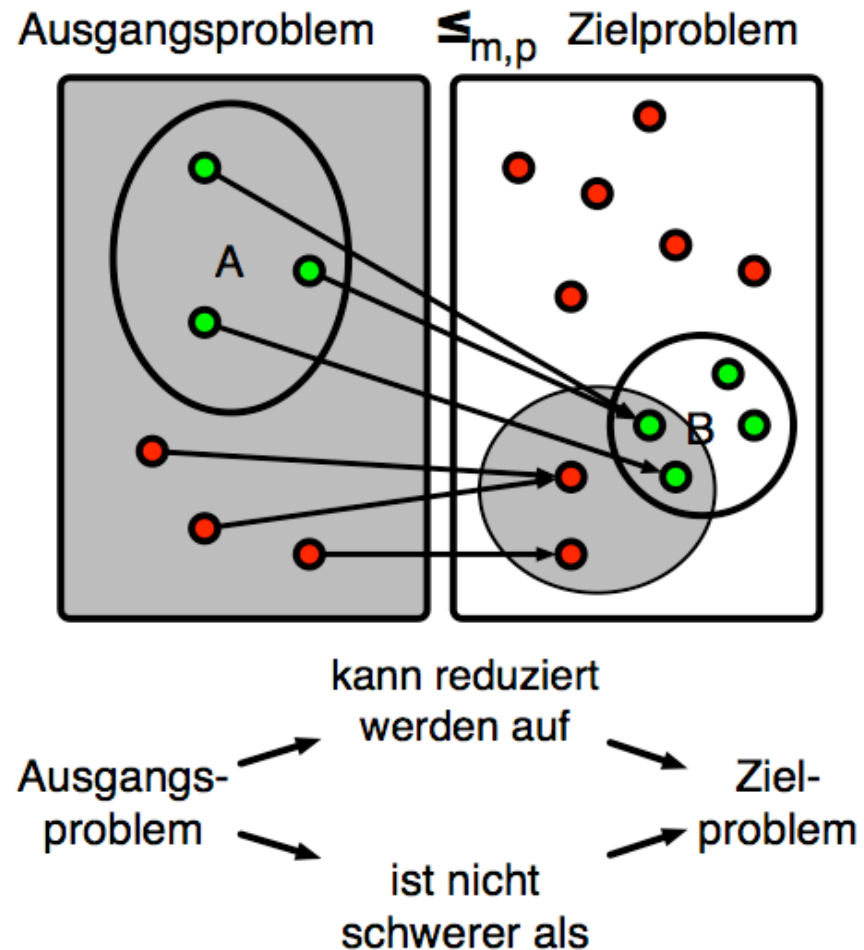 Ausgangsproblem ≤m,p Zielproblem
A
B
kann reduziert
werden auf
Ausgangs-
problem
Ziel-
problem
ist nicht
schwerer als